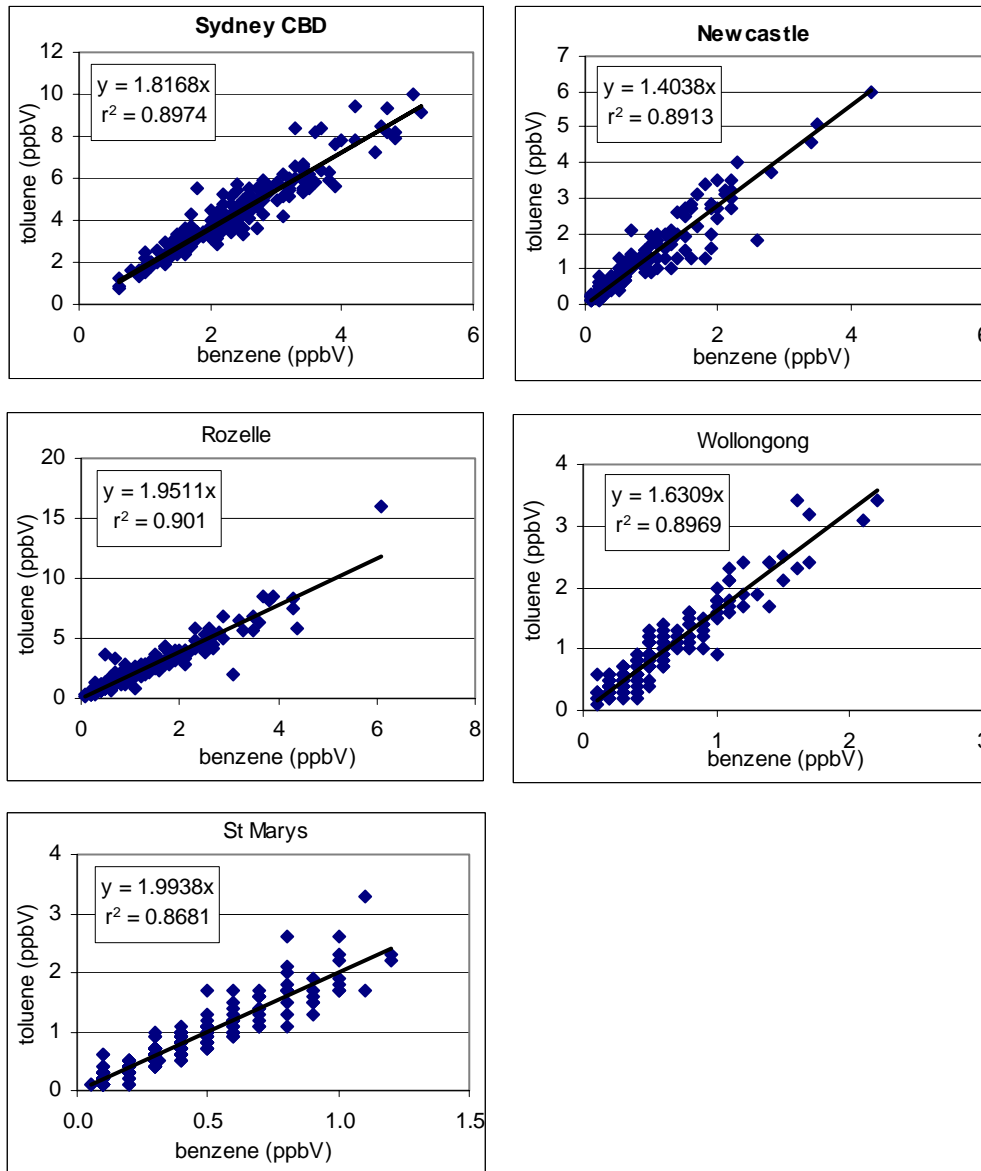 Sydney CBD
y = 1.8168x
r² = 0.8974
toluene (ppbV)
12
10
8
6
4
2
0
0 2 4 6
benzene (ppbV)
Newcastle
y = 1.4038x
r² = 0.8913
toluene (ppbV)
7
6
5
4
3
2
1
0
0 2 4 6
benzene (ppbV)
Rozelle
y = 1.9511x
r² = 0.901
toluene (ppbV)
20
15
10
5
0
0 2 4 6 8
benzene (ppbV)
Wollongong
y = 1.6309x
r² = 0.8969
toluene (ppbV)
4
3
2
1
0
0 1 2 3
benzene (ppbV)
St Marys
y = 1.9938x
r² = 0.8681
toluene (ppbV)
4
3
2
1
0
0.0 0.5 1.0 1.5
benzene (ppbV)